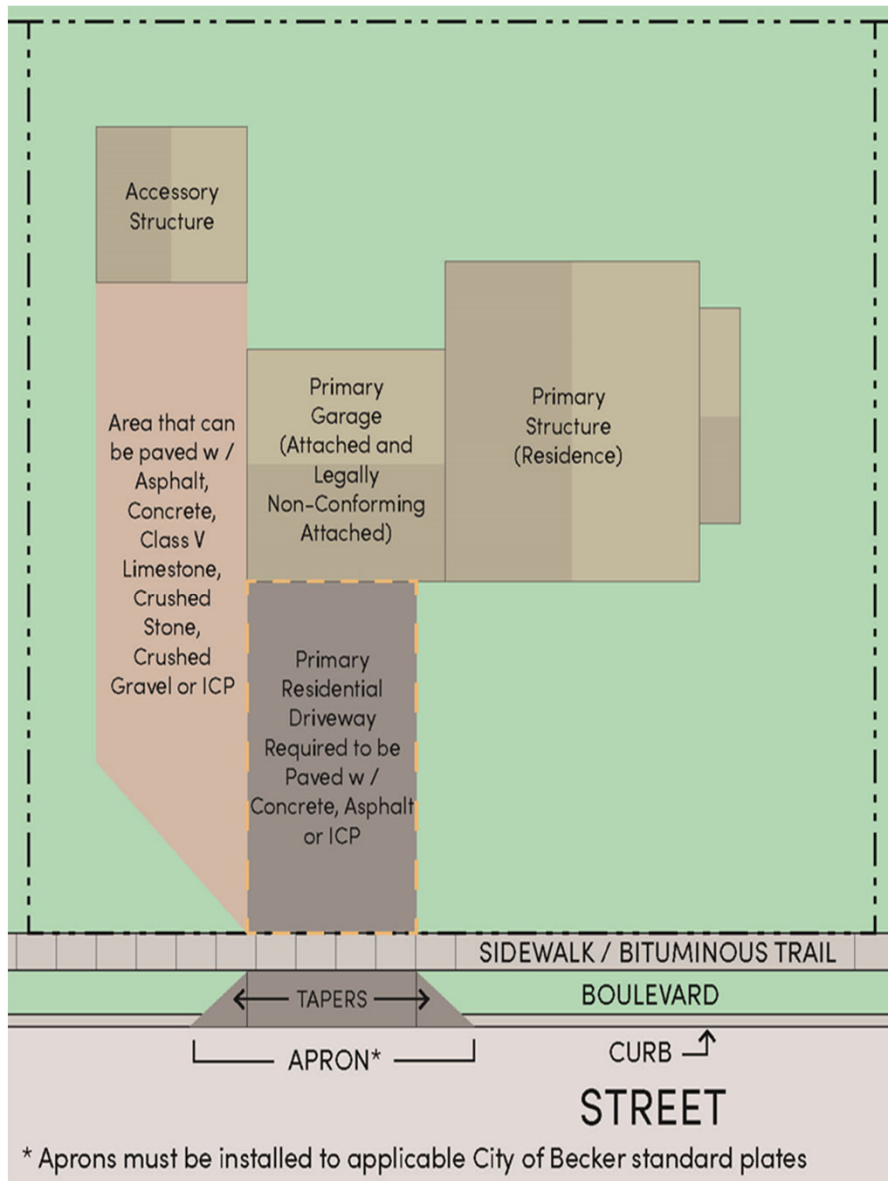 Accessory
Structure
Primary
Garage
(Attached and
Legally
Non-Conforming
Attached)
Primary
Structure
(Residence)
Area that can
be paved w /
Asphalt,
Concrete,
Class V
Limestone,
Crushed
Stone,
Crushed
Gravel or ICP
Primary
Residential
Driveway
Required to be
Paved w /
Concrete, Asphalt
or ICP
SIDEWALK / BITUMINOUS TRAIL
TAPERS
BOULEVARD
APRON*
CURB
STREET
* Aprons must be installed to applicable City of Becker standard plates